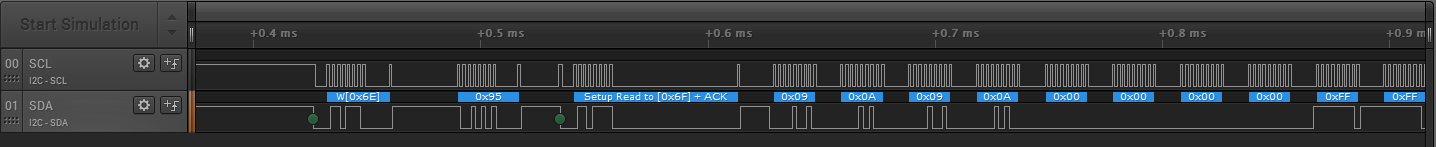 Start Simulation
+0.4 ms +0.5 ms +0.6 ms +0.7 ms +0.8 ms +0.9 m
00 SCL
I2C - SCL
W[0x6E] 0x95 Setup Read to [0x6F] + ACK 0x09 0x0A 0x09 0x0A 0x00 0x00 0x00 0x00 0xFF 0xFF
01 SDA
I2C - SDA